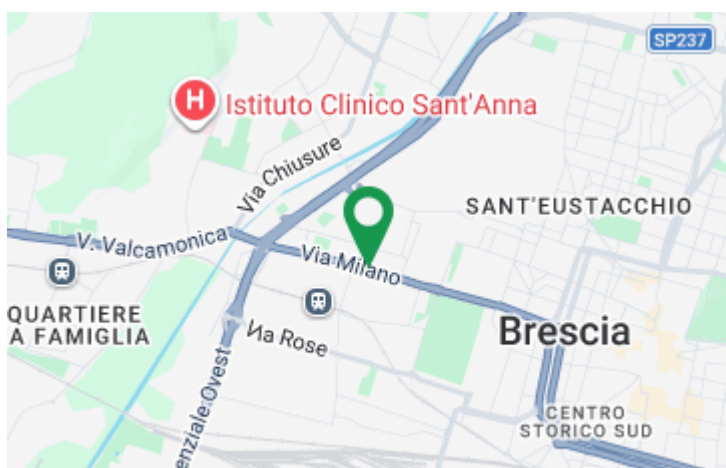 SP237
H
Istituto Clinico Sant'Anna
Via Chiusure
SANT'EUSTACCHIO
V. Valcamonica
Via Milano
QUARTIERE
A FAMIGLIA
Via Rose
Brescia
enziale Ovest
CENTRO
STORICO SUD